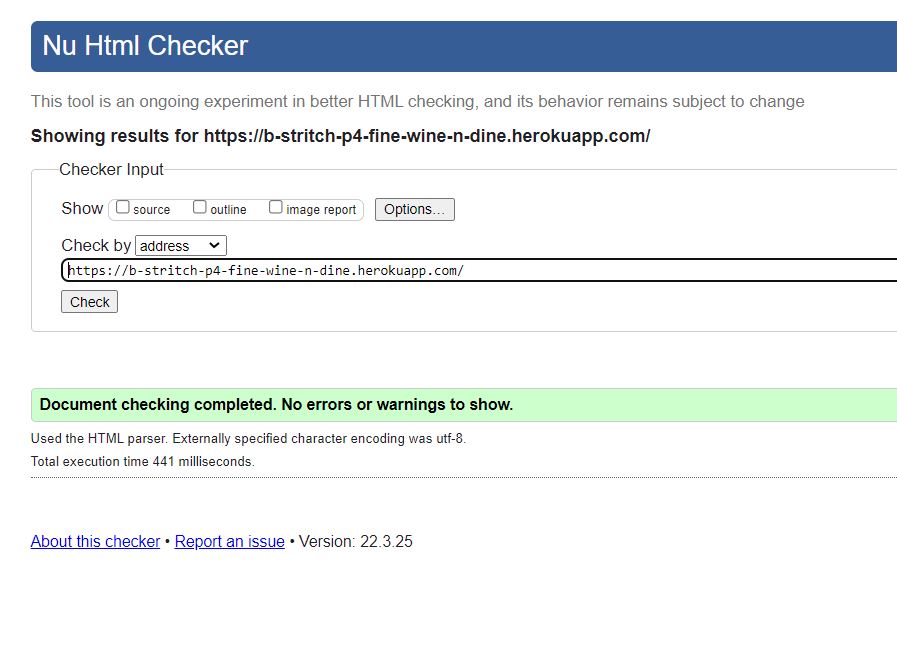 Nu Html Checker
This tool is an ongoing experiment in better HTML checking, and its behavior remains subject to change
Showing results for https://b-stritch-p4-fine-wine-n-dine.herokuapp.com/
Checker Input
Show source outline image report Options...
Check by address
https://b-stritch-p4-fine-wine-n-dine.herokuapp.com/
Check
Document checking completed. No errors or warnings to show.
Used the HTML parser. Externally specified character encoding was utf-8.
Total execution time 441 milliseconds.
About this checker • Report an issue • Version: 22.3.25